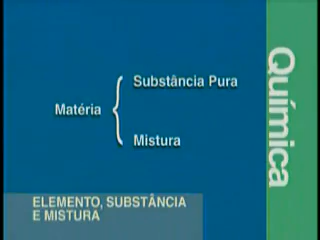 Substância Pura
Matéria
Mistura
Química
ELEMENTO, SUBSTÂNCIA
E MISTURA